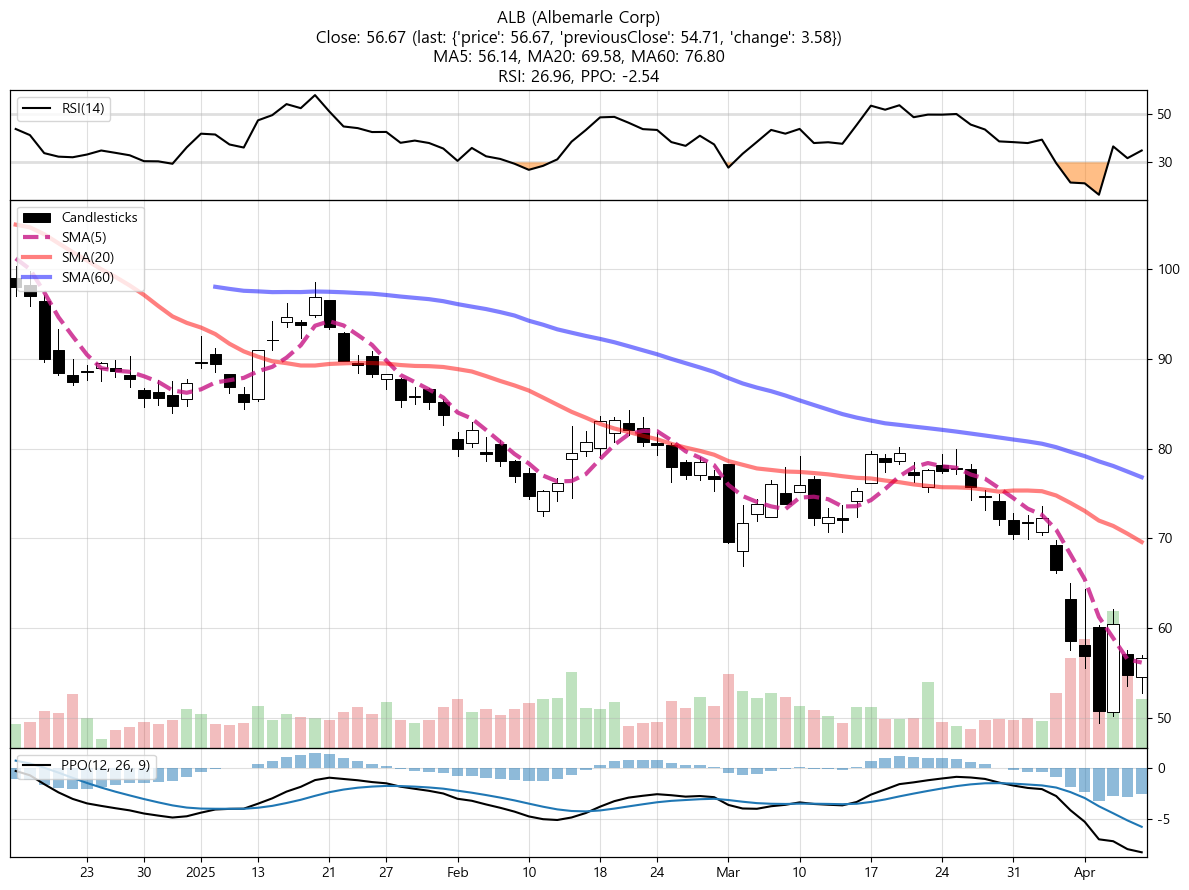 ALB (Albemarle Corp)
Close: 56.67 (last: {'price': 56.67, 'previousClose': 54.71, 'change': 3.58})
MA5: 56.14, MA20: 69.58, MA60: 76.80
RSI: 26.96, PPO: -2.54
RSI(14)
50
30
Candlesticks
SMA(5)
SMA(20)
SMA(60)
100
90
80
70
60
50
PPO(12, 26, 9)
0
-5
23 30 2025 13 21 27 Feb 10 18 24 Mar 10 17 24 31 Apr